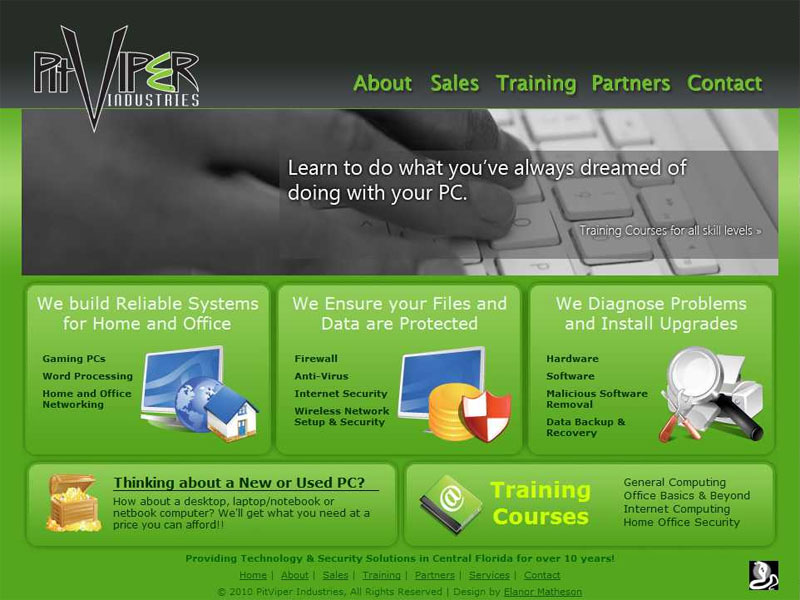 PitVIPER
INDUSTRIES
About Sales Training Partners Contact
Learn to do what you've always dreamed of
doing with your PC.
Training Courses for all skill levels »
We build Reliable Systems
for Home and Office
Gaming PCs
Word Processing
Home and Office
Networking
We Ensure your Files and
Data are Protected
Firewall
Anti-Virus
Internet Security
Wireless Network
Setup & Security
We Diagnose Problems
and Install Upgrades
Hardware
Software
Malicious Software
Removal
Data Backup &
Recovery
Thinking about a New or Used PC?
How about a desktop, laptop/notebook or
netbook computer? We'll get what you need at a
price you can afford!!
@
Training
Courses
General Computing
Office Basics & Beyond
Internet Computing
Home Office Security
Providing Technology & Security Solutions in Central Florida for over 10 years!
Home | About | Sales | Training | Partners | Services | Contact
© 2010 PitViper Industries, All Rights Reserved | Design by Elanor Matheson